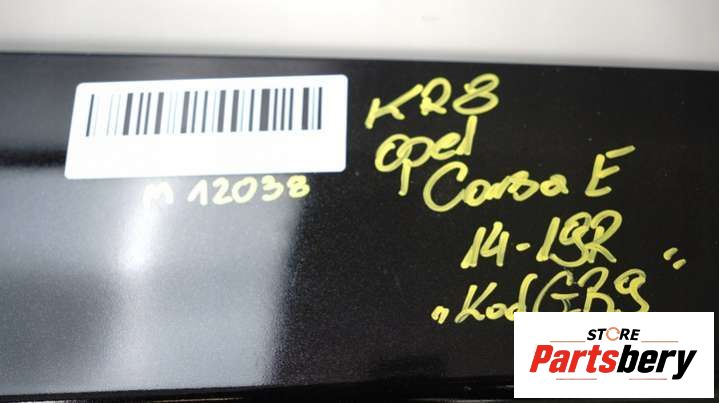 KR8
Opel
Corsa E
14-19R
"Kod GB9"
M 12038
STORE
Partsbery